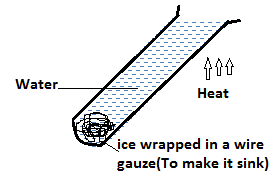 Water
Heat
ice wrapped in a wire
gauze(To make it sink)